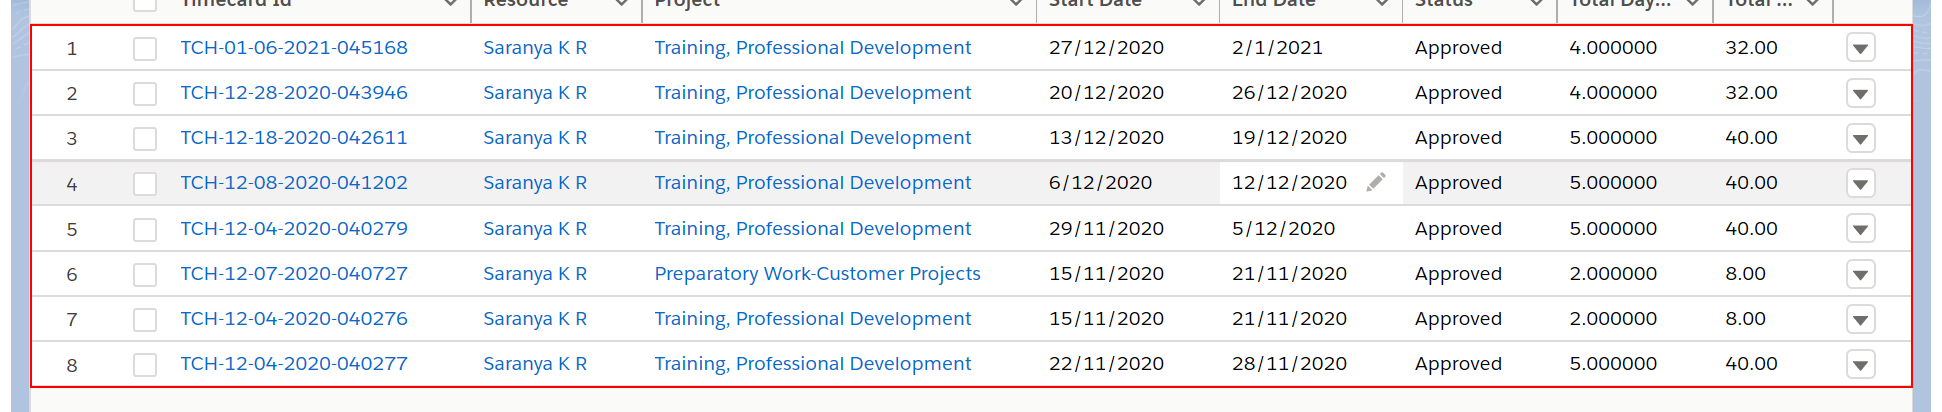 Timecard Id Resource Project Start Date End Date Status Total Day... Total ...
1 TCH-01-06-2021-045168 Saranya K R Training, Professional Development 27/12/2020 2/1/2021 Approved 4.000000 32.00
2 TCH-12-28-2020-043946 Saranya K R Training, Professional Development 20/12/2020 26/12/2020 Approved 4.000000 32.00
3 TCH-12-18-2020-042611 Saranya K R Training, Professional Development 13/12/2020 19/12/2020 Approved 5.000000 40.00
4 TCH-12-08-2020-041202 Saranya K R Training, Professional Development 6/12/2020 12/12/2020 Approved 5.000000 40.00
5 TCH-12-04-2020-040279 Saranya K R Training, Professional Development 29/11/2020 5/12/2020 Approved 5.000000 40.00
6 TCH-12-07-2020-040727 Saranya K R Preparatory Work-Customer Projects 15/11/2020 21/11/2020 Approved 2.000000 8.00
7 TCH-12-04-2020-040276 Saranya K R Training, Professional Development 15/11/2020 21/11/2020 Approved 2.000000 8.00
8 TCH-12-04-2020-040277 Saranya K R Training, Professional Development 22/11/2020 28/11/2020 Approved 5.000000 40.00